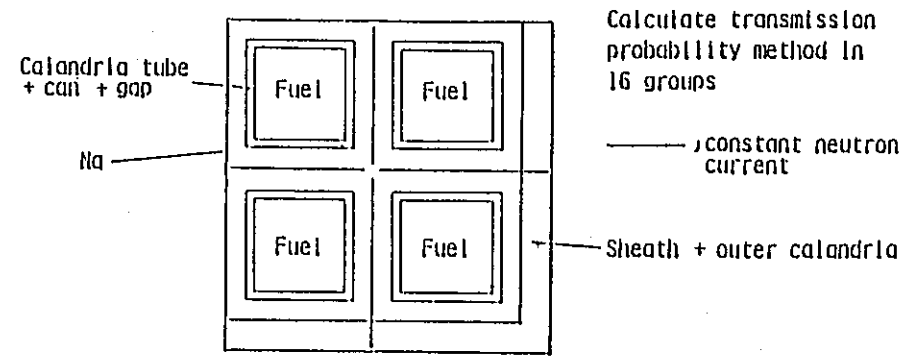 Calculate transmission
probability method in
16 groups
Calandria tube
+ can + gap
Fuel
Fuel
constant neutron
current
Na
Fuel
Fuel
Sheath + outer calandria